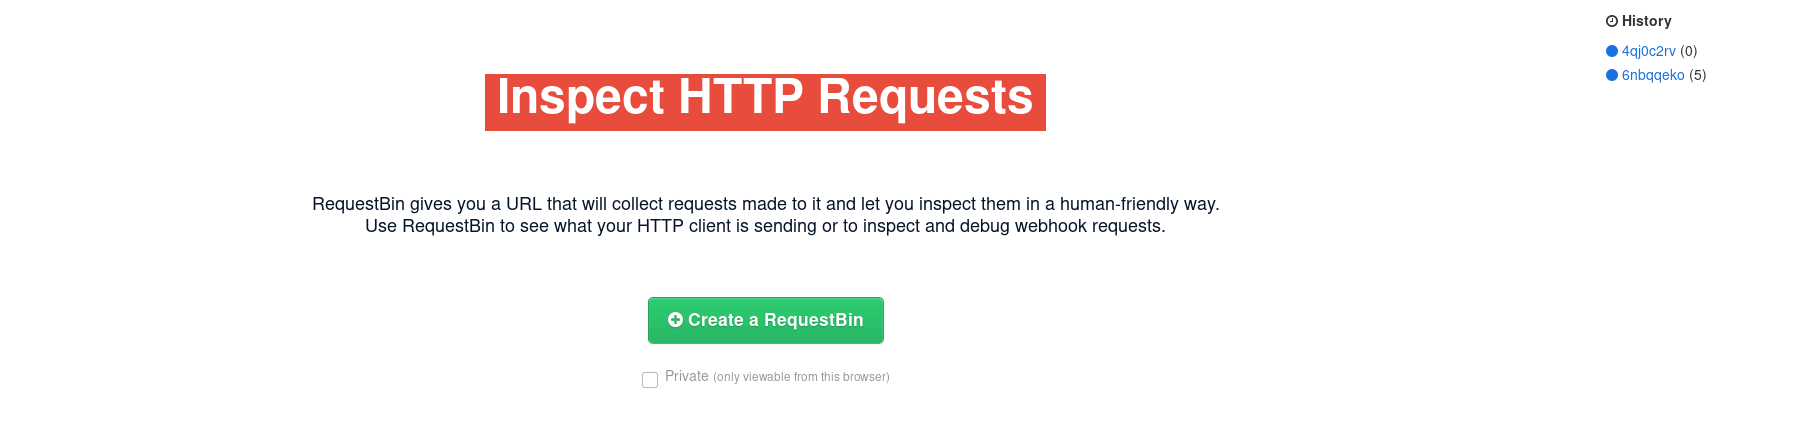 Inspect HTTP Requests
RequestBin gives you a URL that will collect requests made to it and let you inspect them in a human-friendly way.
Use RequestBin to see what your HTTP client is sending or to inspect and debug webhook requests.
Create a RequestBin
Private (only viewable from this browser)
History
4qj0c2rv (0)
6nbqqeko (5)